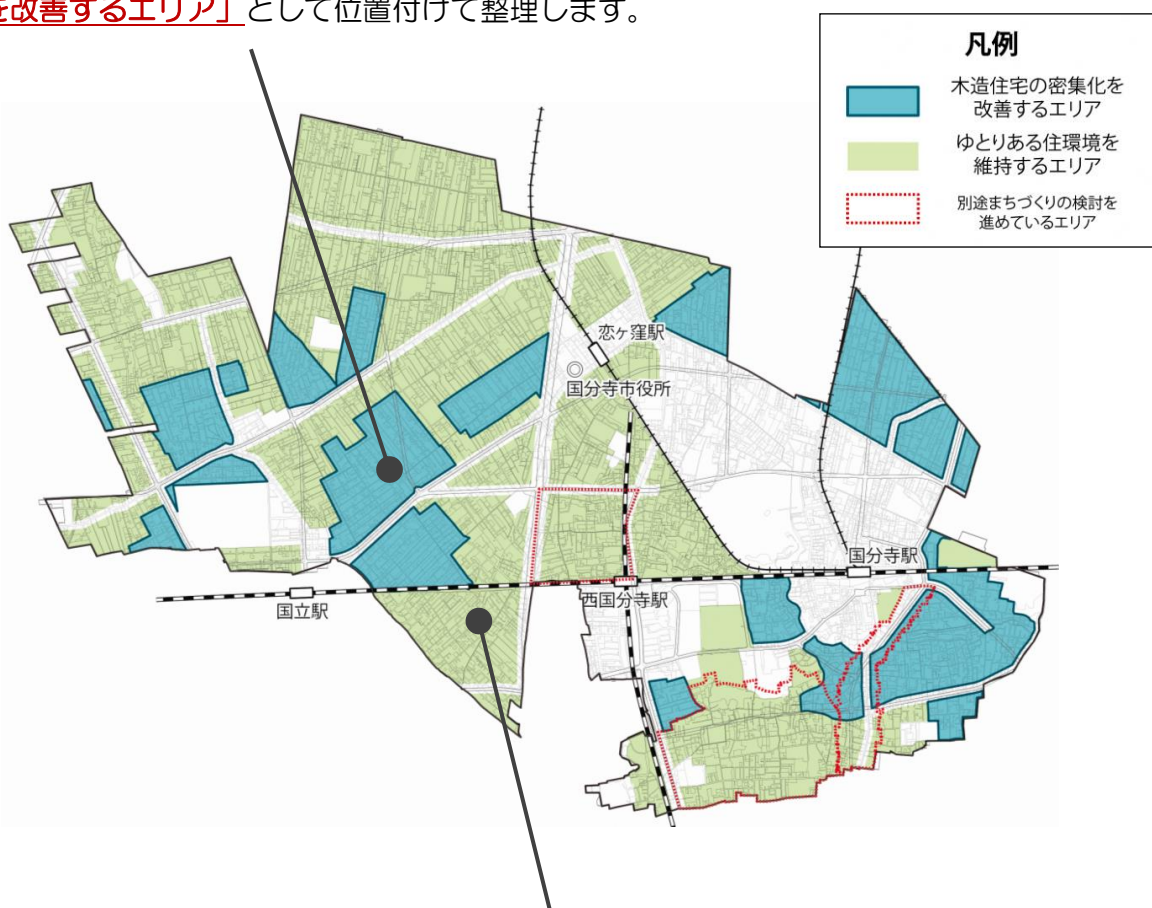 を改善するエリア」として位置付けて整理します。
凡例
木造住宅の密集化を
改善するエリア
ゆとりある住環境を
維持するエリア
別途まちづくりの検討を
進めているエリア
恋ヶ窪駅
国分寺市役所
国分寺駅
西国分寺駅
国立駅